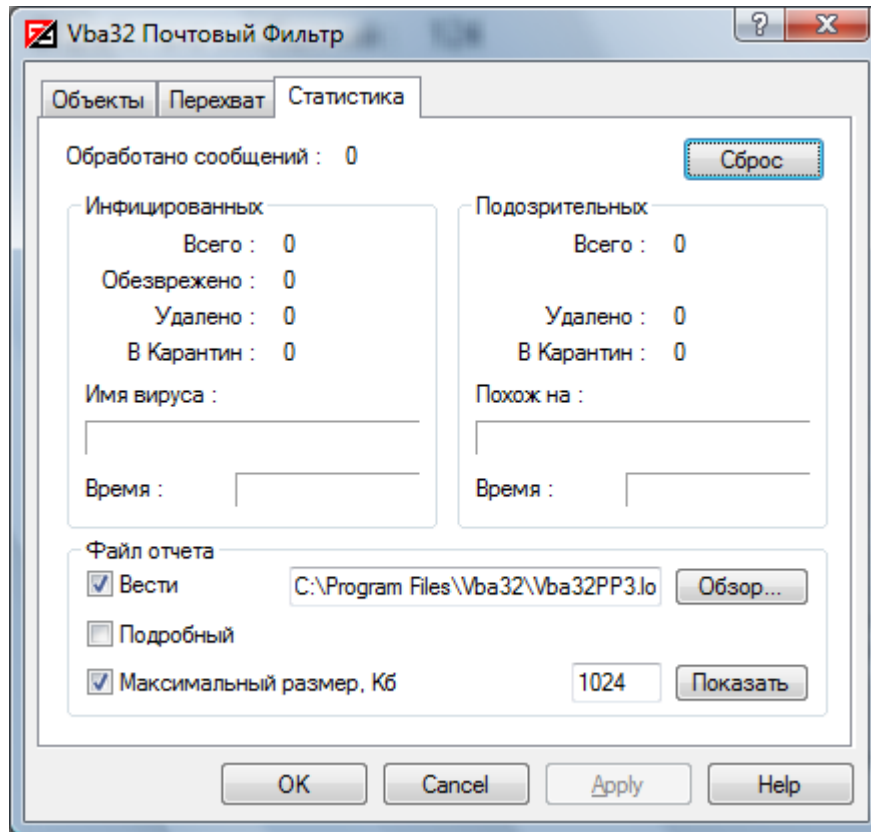 Vba32 Почтовый Фильтр
Объекты Перехват Статистика
Обработано сообщений : 0 Сброс
Инфицированных
Всего : 0
Обезврежено : 0
Удалено : 0
В Карантин : 0
Имя вируса :
Время :
Подозрительных
Всего : 0
Удалено : 0
В Карантин : 0
Похож на :
Время :
Файл отчета
Вести C:\Program Files\Vba32\Vba32PP3.lo Обзор...
Подробный
Максимальный размер, Кб 1024 Показать
OK Cancel Apply Help